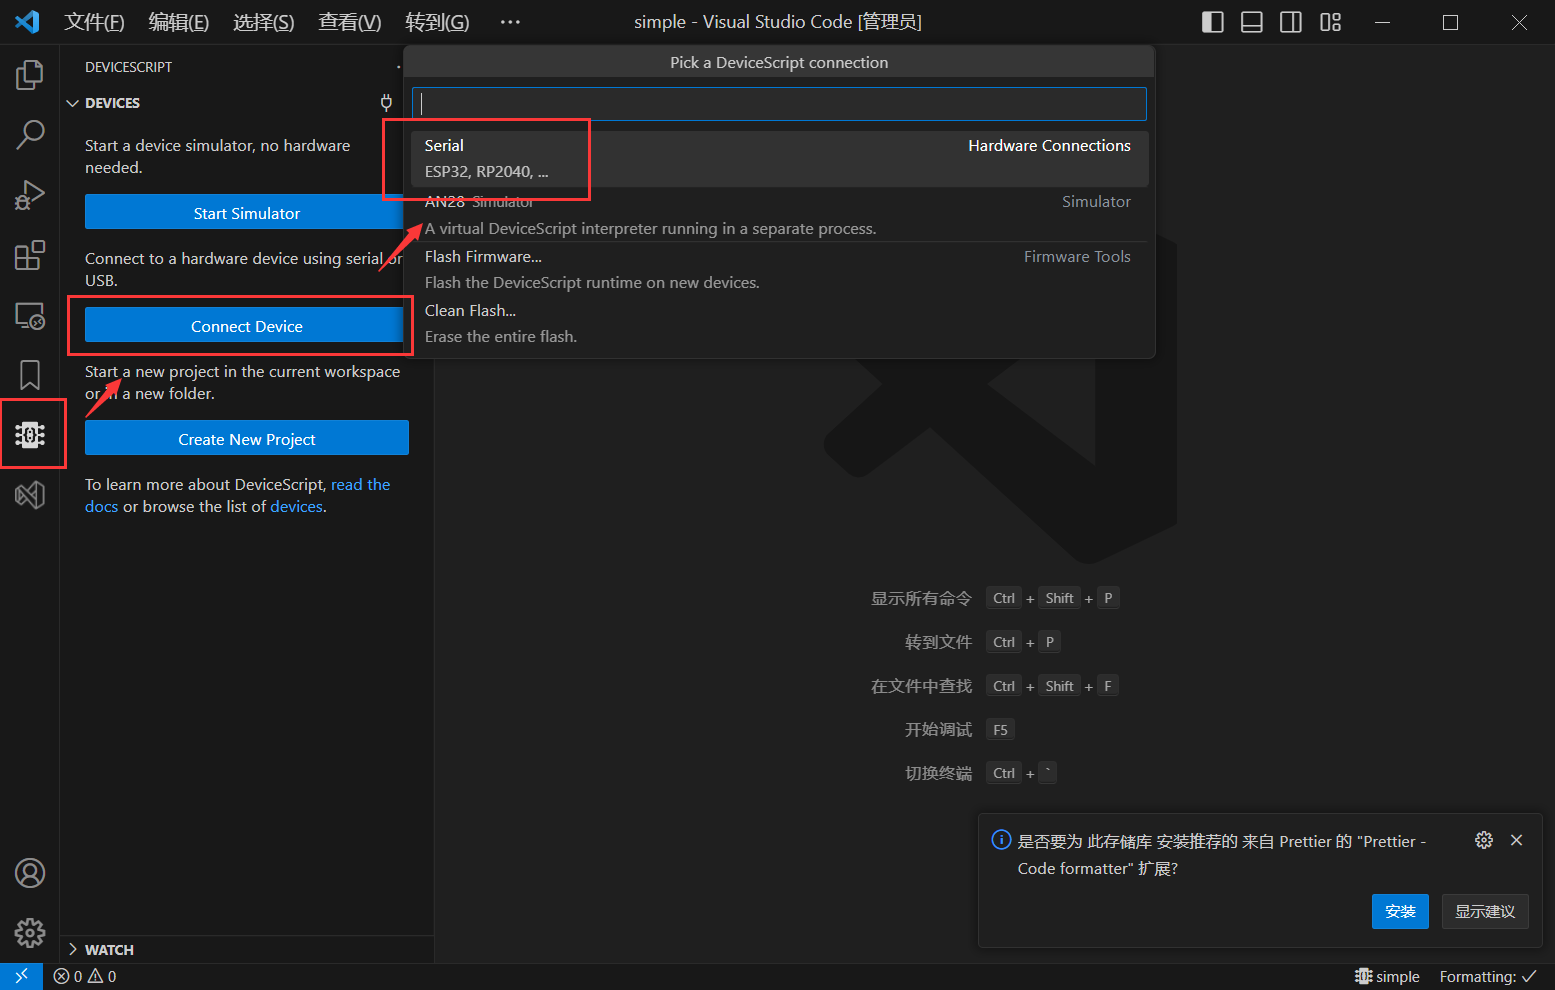 文件(F) 编辑(E) 选择(S) 查看(V) 转到(G) ··· simple - Visual Studio Code [管理员]
DEVICESCRIPT
DEVICES
Start a device simulator, no hardware
needed.
Start Simulator
Connect to a hardware device using serial or
USB.
Connect Device
Start a new project in the current workspace
or in a new folder.
Create New Project
To learn more about DeviceScript, read the
docs or browse the list of devices.
WATCH
Pick a DeviceScript connection
Serial Hardware Connections
ESP32, RP2040, ...
AN28 Simulator Simulator
A virtual DeviceScript interpreter running in a separate process.
Flash Firmware... Firmware Tools
Flash the DeviceScript runtime on new devices.
Clean Flash...
Erase the entire flash.
显示所有命令 Ctrl + Shift + P
转到文件 Ctrl + P
在文件中查找 Ctrl + Shift + F
开始调试 F5
切换终端 Ctrl + `
是否要为 此存储库 安装推荐的 来自 Prettier 的 "Prettier -
Code formatter" 扩展?
安装 显示建议
0 0 simple Formatting: